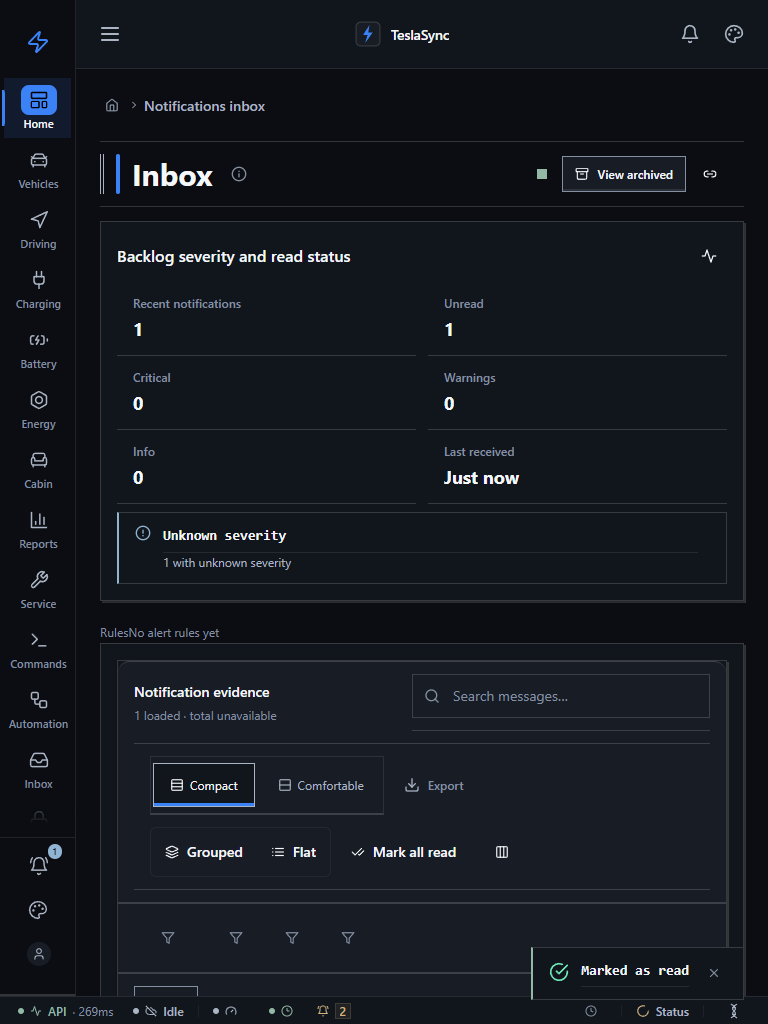 TeslaSync
Home
Vehicles
Driving
Charging
Battery
Energy
Cabin
Reports
Service
Commands
Automation
Inbox
1
Notifications inbox
Inbox
View archived
Backlog severity and read status
Recent notifications
1
Unread
1
Critical
0
Warnings
0
Info
0
Last received
Just now
Unknown severity
1 with unknown severity
RulesNo alert rules yet
Notification evidence
1 loaded · total unavailable
Search messages...
Compact
Comfortable
Export
Grouped
Flat
Mark all read
Marked as read
API · 269ms
Idle
2
Status